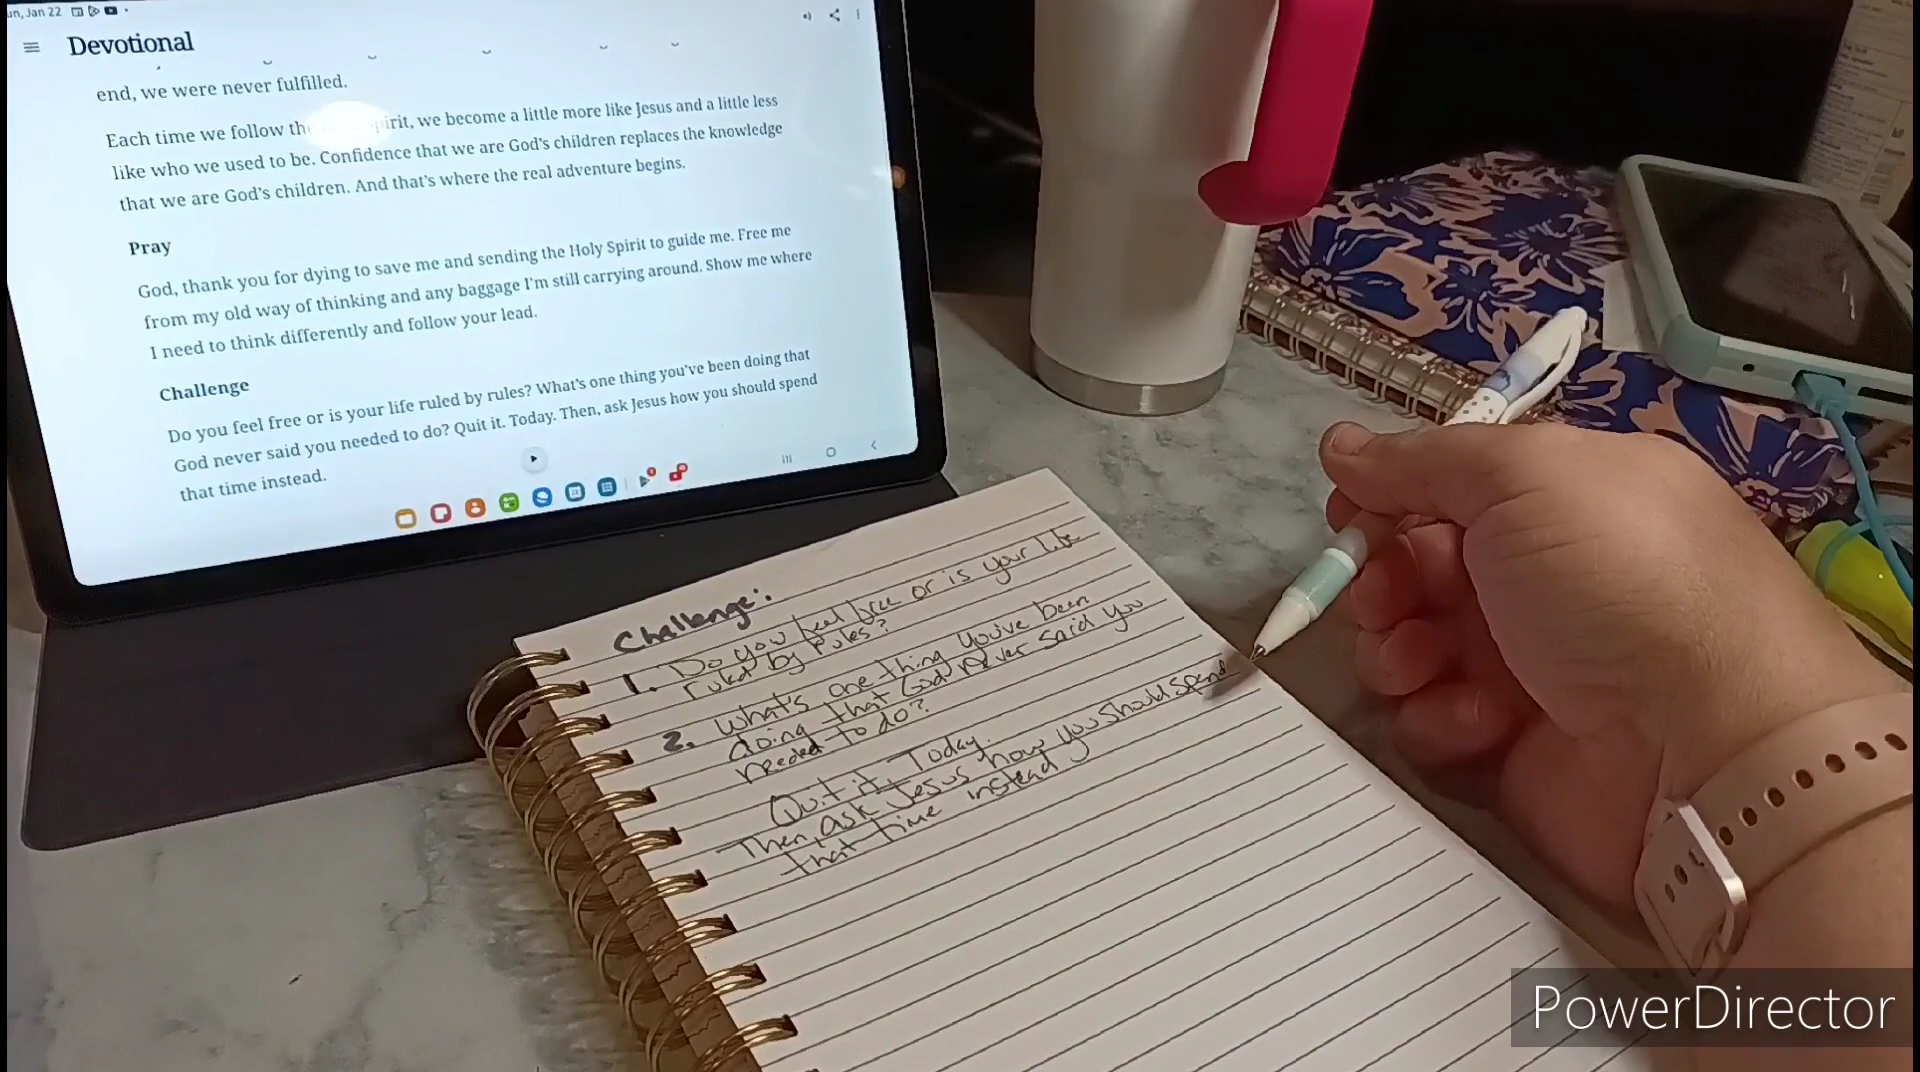 Sun, Jan 22
Devotional
end, we were never fulfilled.
Each time we follow the Spirit, we become a little more like Jesus and a little less
like who we used to be. Confidence that we are God's children replaces the knowledge
that we are God's children. And that's where the real adventure begins.
Pray
God, thank you for dying to save me and sending the Holy Spirit to guide me. Free me
from my old way of thinking and any baggage I'm still carrying around. Show me where
I need to think differently and follow your lead.
Challenge
Do you feel free or is your life ruled by rules? What's one thing you've been doing that
God never said you needed to do? Quit it. Today. Then, ask Jesus how you should spend
that time instead.
Challenge:
1. Do you feel free or is your life
ruled by rules?
2. What's one thing you've been
doing that God never said you
needed to do?
Quit it. Today.
Then, ask Jesus how you should spend
that time instead
PowerDirector